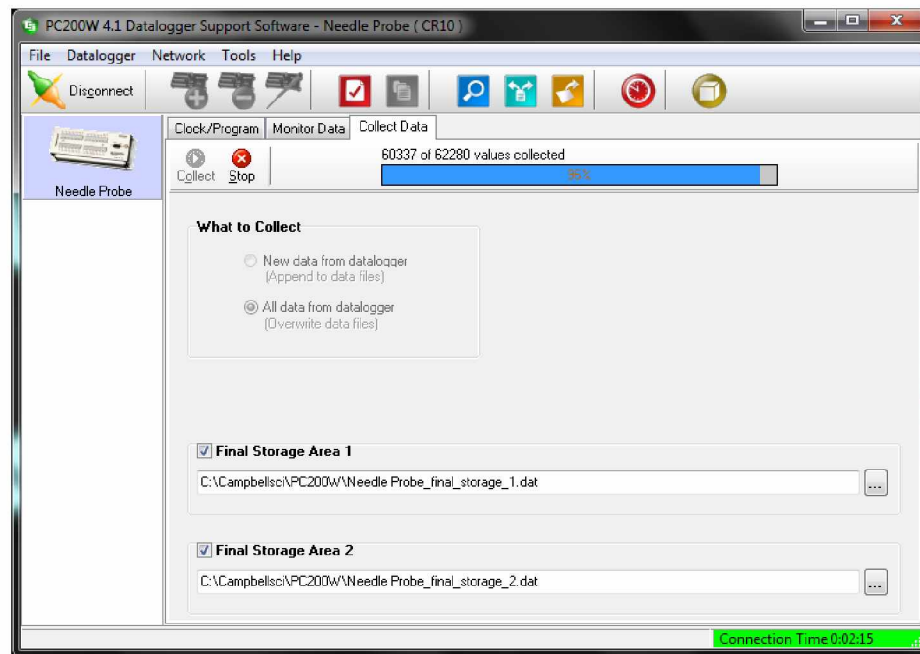 PC200W 4.1 Datalogger Support Software - Needle Probe ( CR10 )
File Datalogger Network Tools Help
Disconnect
Needle Probe
Clock/Program Monitor Data Collect Data
Collect Stop
60337 of 62280 values collected
96%
What to Collect
New data from datalogger
(Append to data files)
All data from datalogger
(Overwrite data files)
Final Storage Area 1
C:\Campbellsci\PC200W\Needle Probe_final_storage_1.dat
...
Final Storage Area 2
C:\Campbellsci\PC200W\Needle Probe_final_storage_2.dat
...
Connection Time 0:02:15